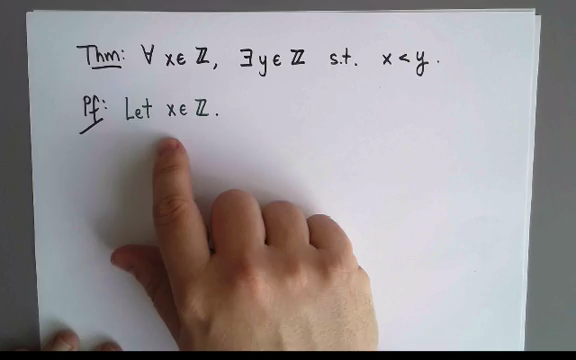 Thm: ∀ x∈ ℤ, ∃ y ∈ ℤ s.t. x < y.
Pf: Let x∈ ℤ.